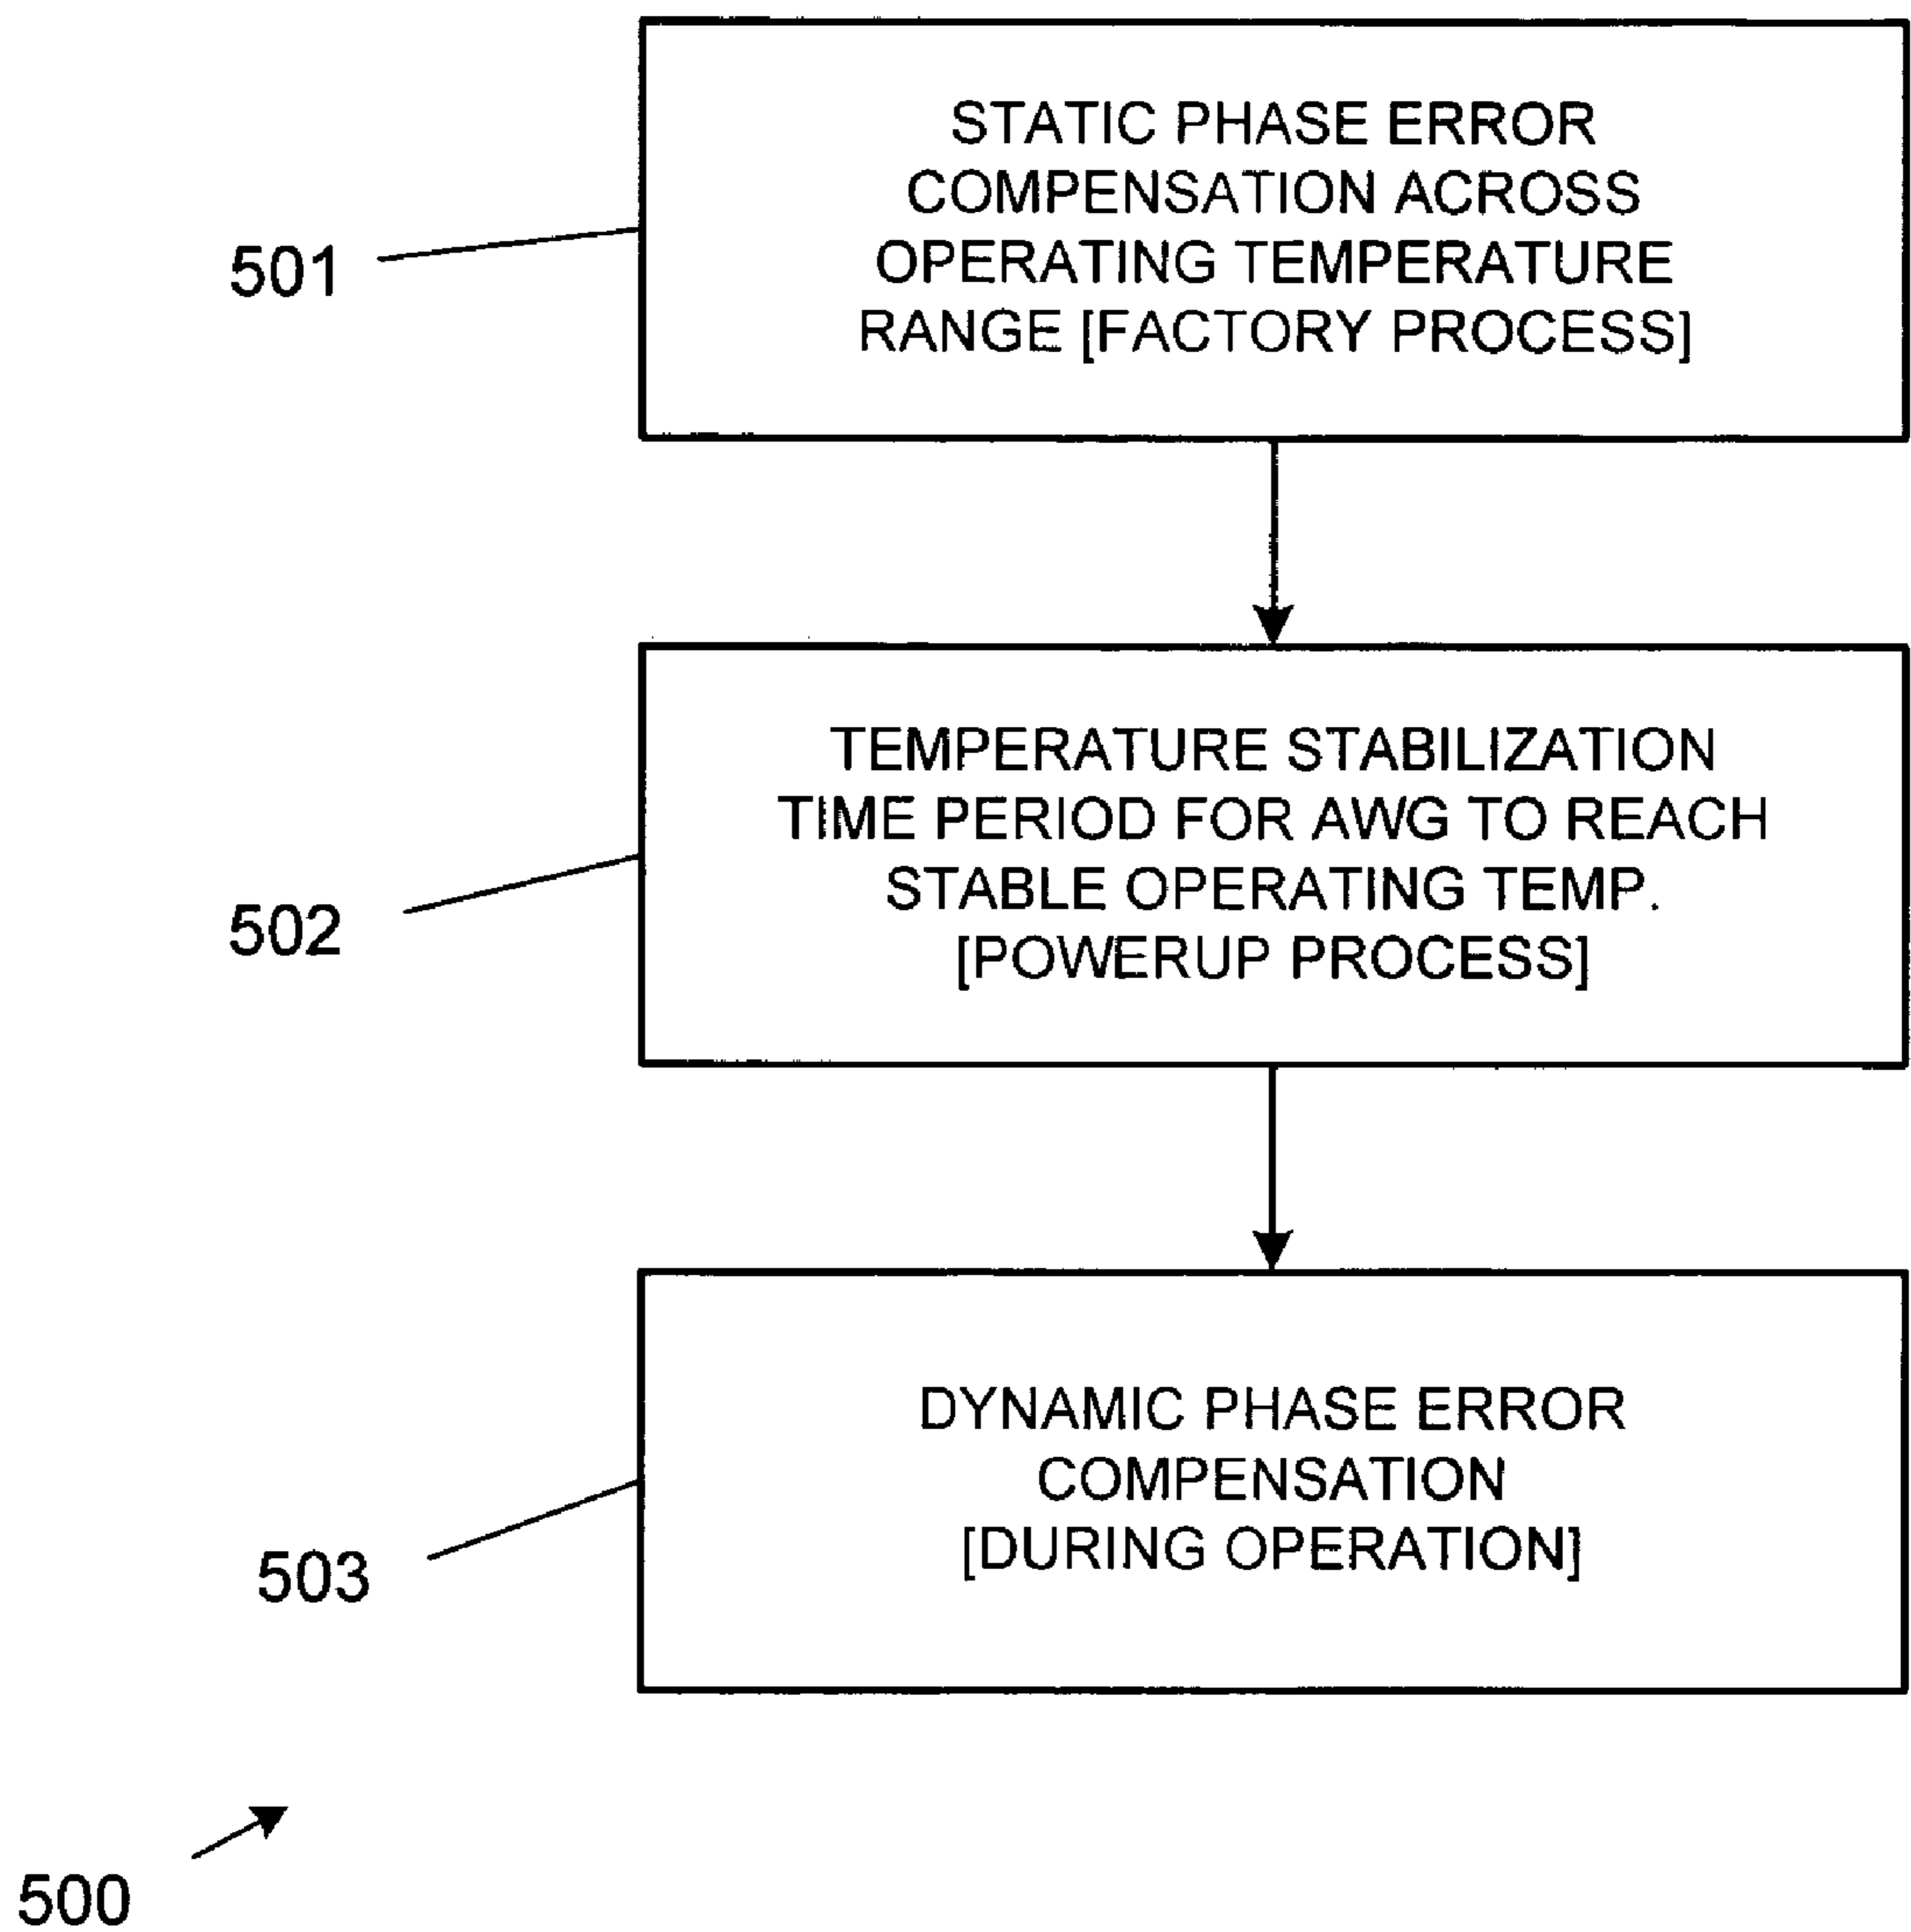 STATIC PHASE ERROR
COMPENSATION ACROSS
OPERATING TEMPERATURE
RANGE [FACTORY PROCESS]
501
TEMPERATURE STABILIZATION
TIME PERIOD FOR AWG TO REACH
STABLE OPERATING TEMP.
[POWERUP PROCESS]
502
DYNAMIC PHASE ERROR
COMPENSATION
[DURING OPERATION]
503
500